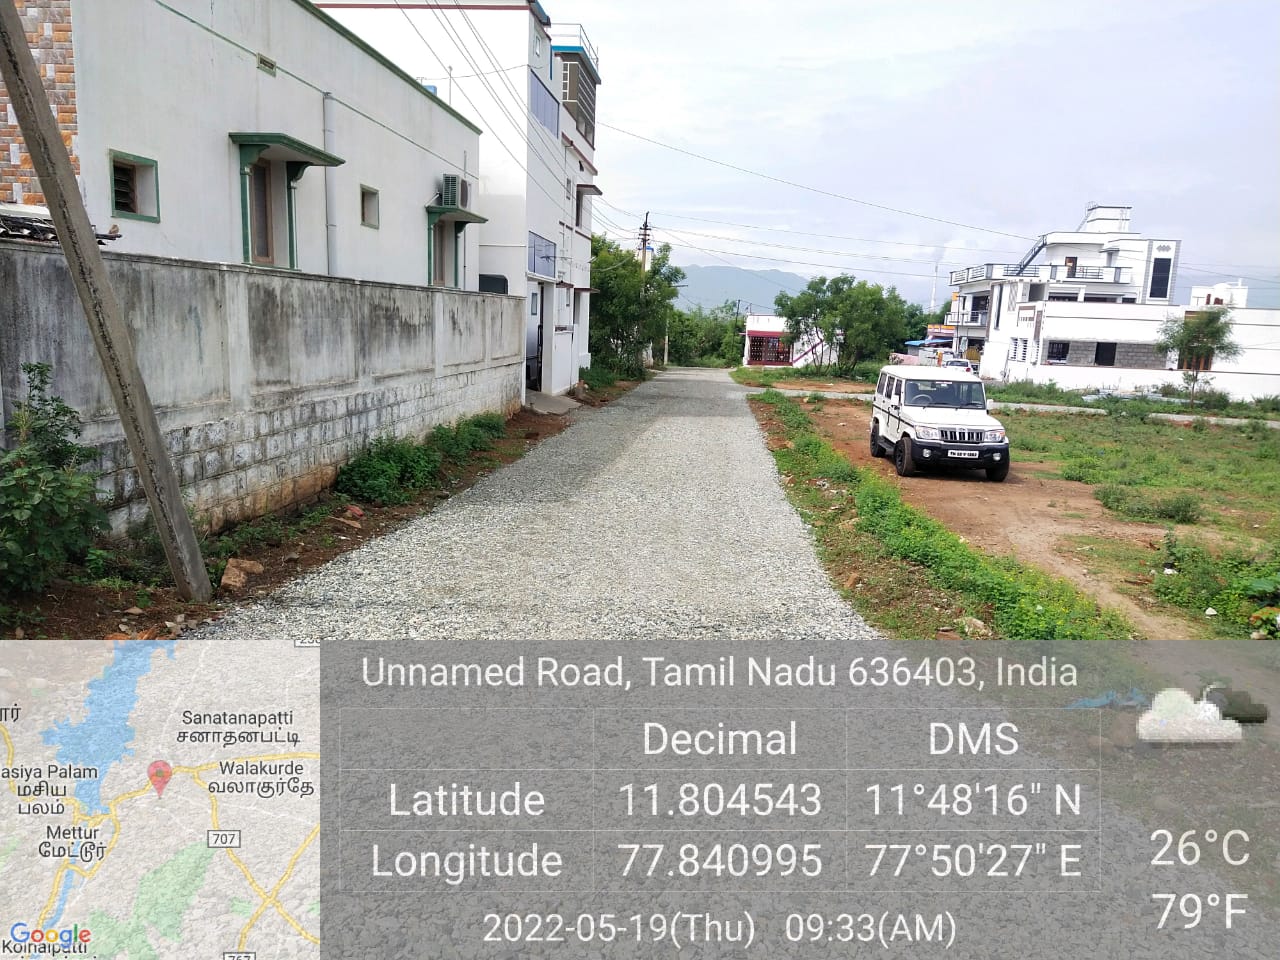 Unnamed Road, Tamil Nadu 636403, India
Decimal DMS
Latitude 11.804543 11°48'16" N
Longitude 77.840995 77°50'27" E
2022-05-19(Thu) 09:33(AM)
26°C
79°F
Sanatanapatti
சனாதனபட்டி
asiya Palam
மசிய
பலம்
Walakurde
வலாகுர்தே
Mettur
மேட்டூர்
707
Google